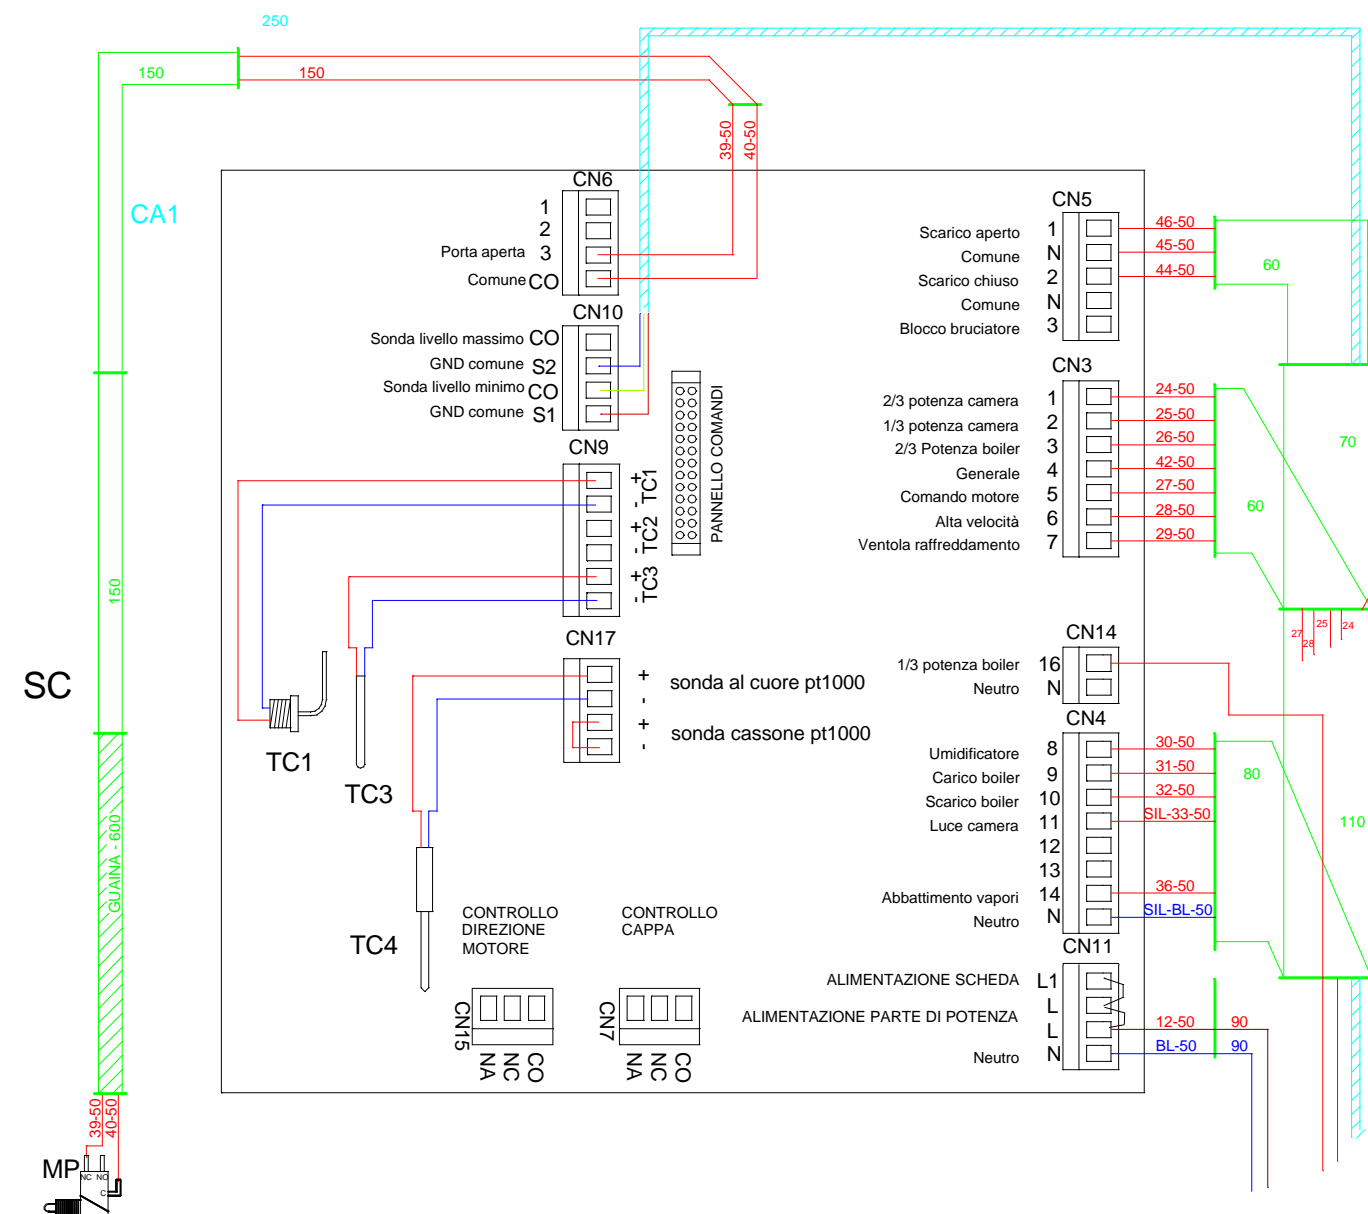 250
150
150
CA1
39-50
40-50
SC
150
GUAINA - 600
39-50
40-50
MP
NC
NO
C
CN6
1
2
Porta aperta 3
Comune CO
CN10
Sonda livello massimo CO
GND comune S2
Sonda livello minimo CO
GND comune S1
CN9
+
-
TC1
+
-
TC2
+
-
TC3
PANNELLO COMANDI
CN17
+
-
sonda al cuore pt1000
+
-
sonda cassone pt1000
TC1
TC3
TC4
CONTROLLO
DIREZIONE
MOTORE
CONTROLLO
CAPPA
CN15
NA
NC
CO
CN7
NA
NC
CO
CN5
Scarico aperto 1 46-50
Comune N 45-50
Scarico chiuso 2 44-50
Comune N
Blocco bruciatore 3
60
CN3
2/3 potenza camera 1 24-50
1/3 potenza camera 2 25-50
2/3 Potenza boiler 3 26-50
Generale 4 42-50
Comando motore 5 27-50
Alta velocità 6 28-50
Ventola raffreddamento 7 29-50
60
70
27
28
25
24
CN14
1/3 potenza boiler 16
Neutro N
CN4
Umidificatore 8 30-50
Carico boiler 9 31-50
Scarico boiler 10 32-50
Luce camera 11 SIL-33-50
12
13
Abbattimento vapori 14 36-50
Neutro N SIL-BL-50
80
110
CN11
ALIMENTAZIONE SCHEDA L1
L
ALIMENTAZIONE PARTE DI POTENZA
L 12-50 90
Neutro N BL-50 90